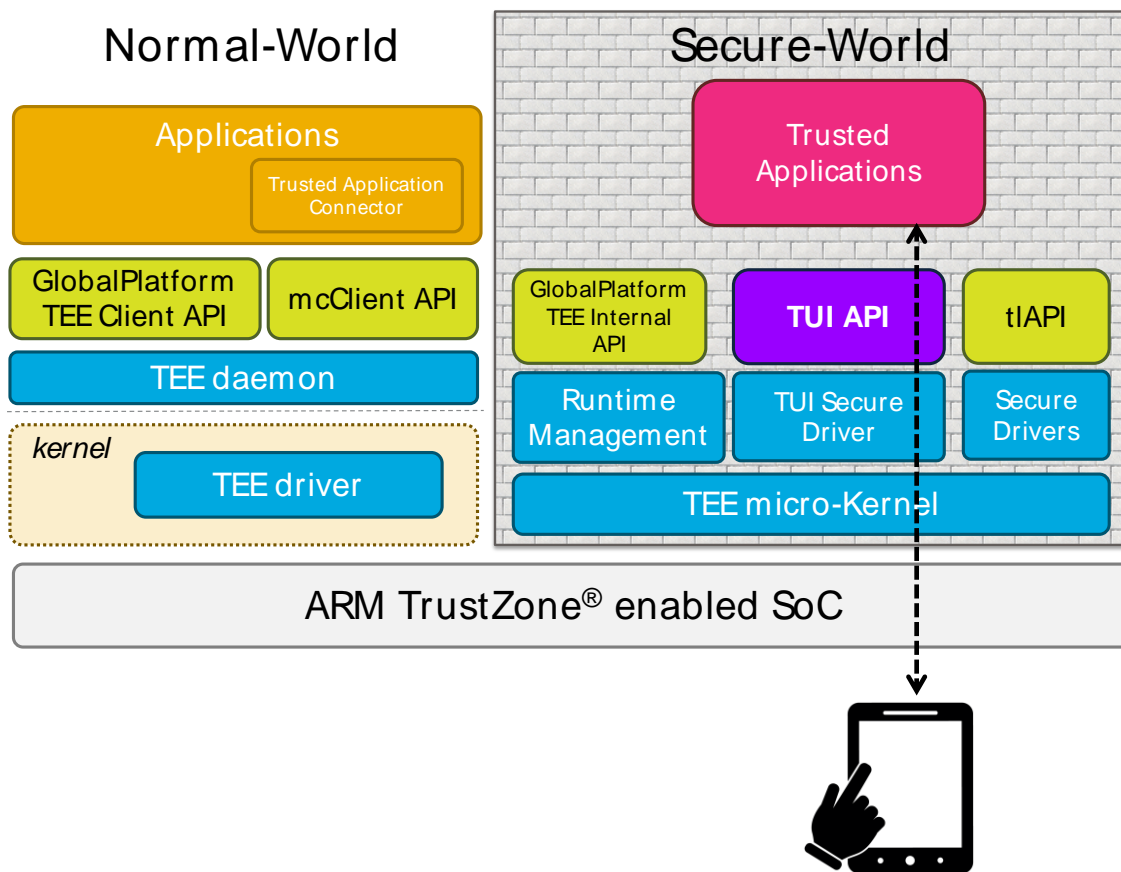 Normal-World
Secure-World
Applications
Trusted Application
Connector
Trusted
Applications
GlobalPlatform
TEE Client API
mcClient API
GlobalPlatform
TEE Internal
API
TUI API
tlAPI
TEE daemon
Runtime
Management
TUI Secure
Driver
Secure
Drivers
kernel
TEE driver
TEE micro-Kernel
ARM TrustZone® enabled SoC